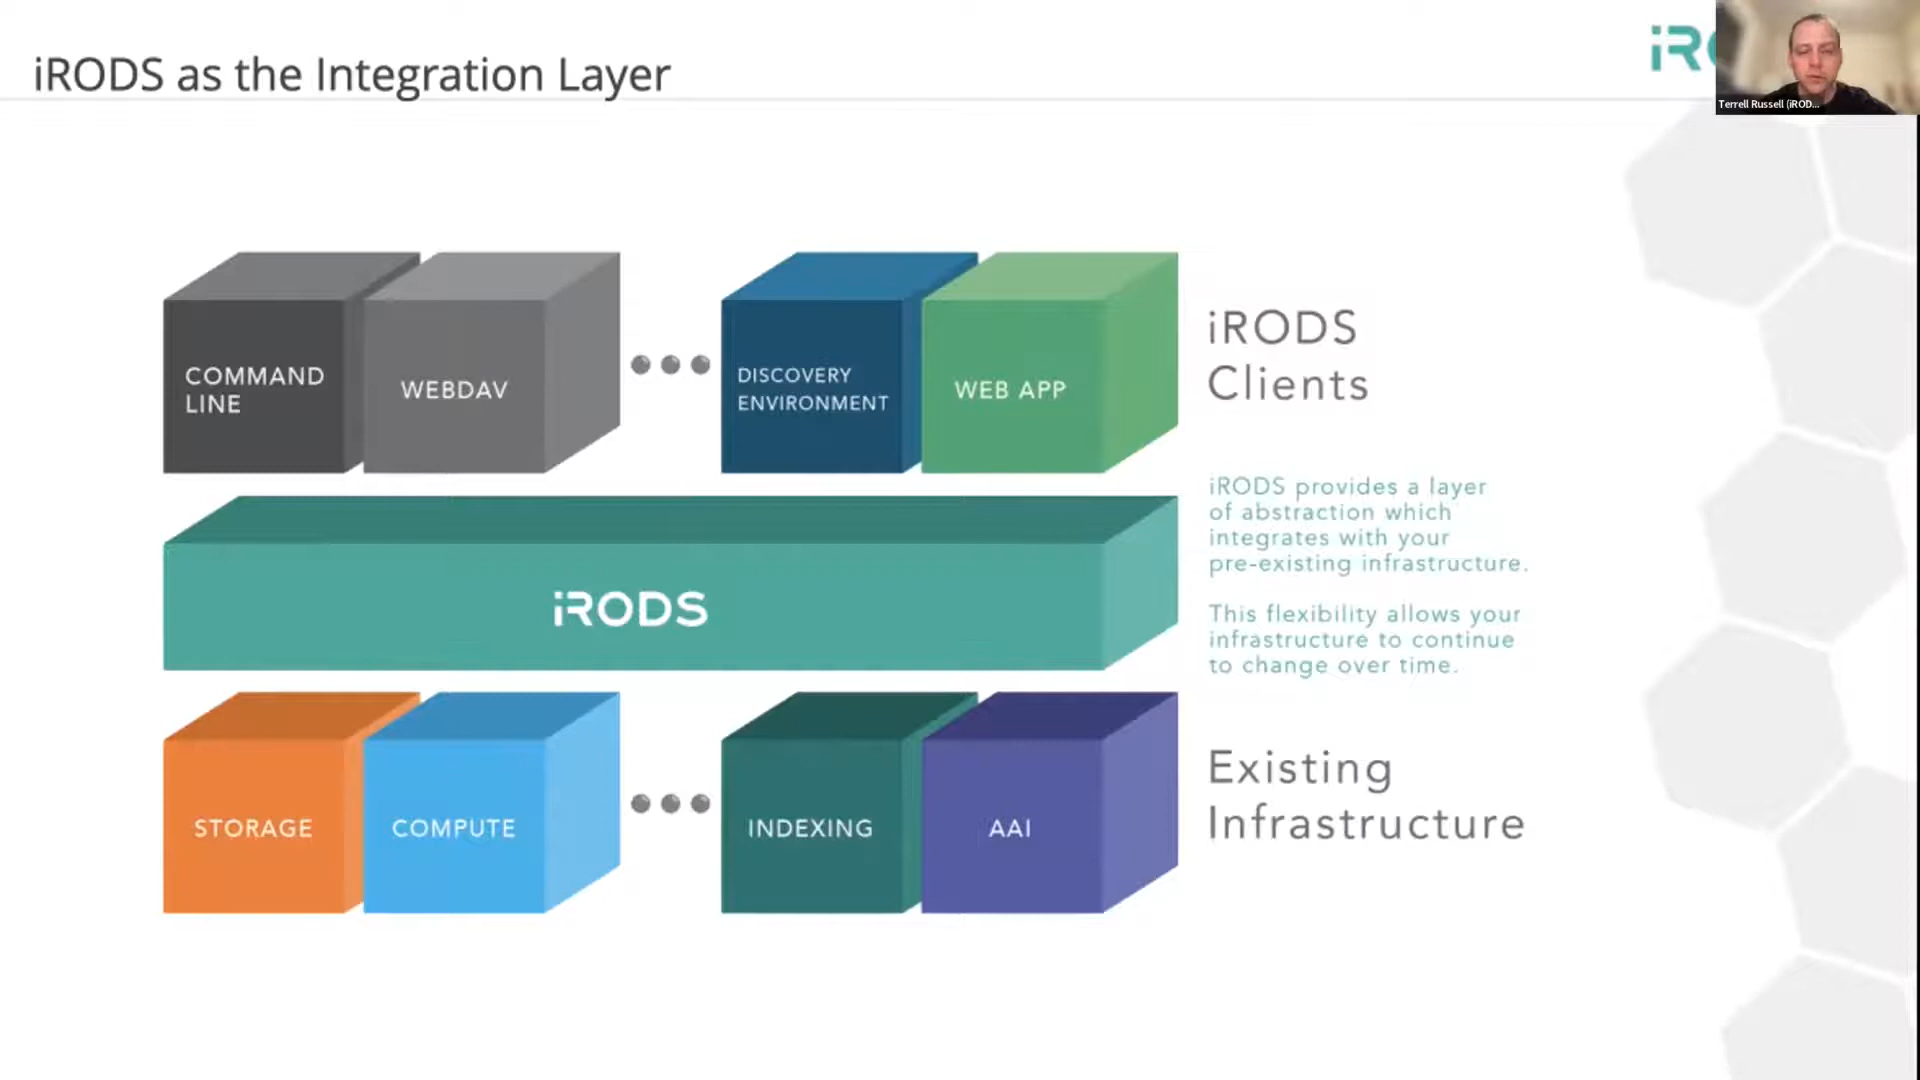 iRODS as the Integration Layer
iRO
Terrell Russell (iROD...
COMMAND
LINE
WEBDAV
DISCOVERY
ENVIRONMENT
WEB APP
iRODS
Clients
iRODS provides a layer
of abstraction which
integrates with your
pre-existing infrastructure.
This flexibility allows your
infrastructure to continue
to change over time.
iRODS
STORAGE
COMPUTE
INDEXING
AAI
Existing
Infrastructure